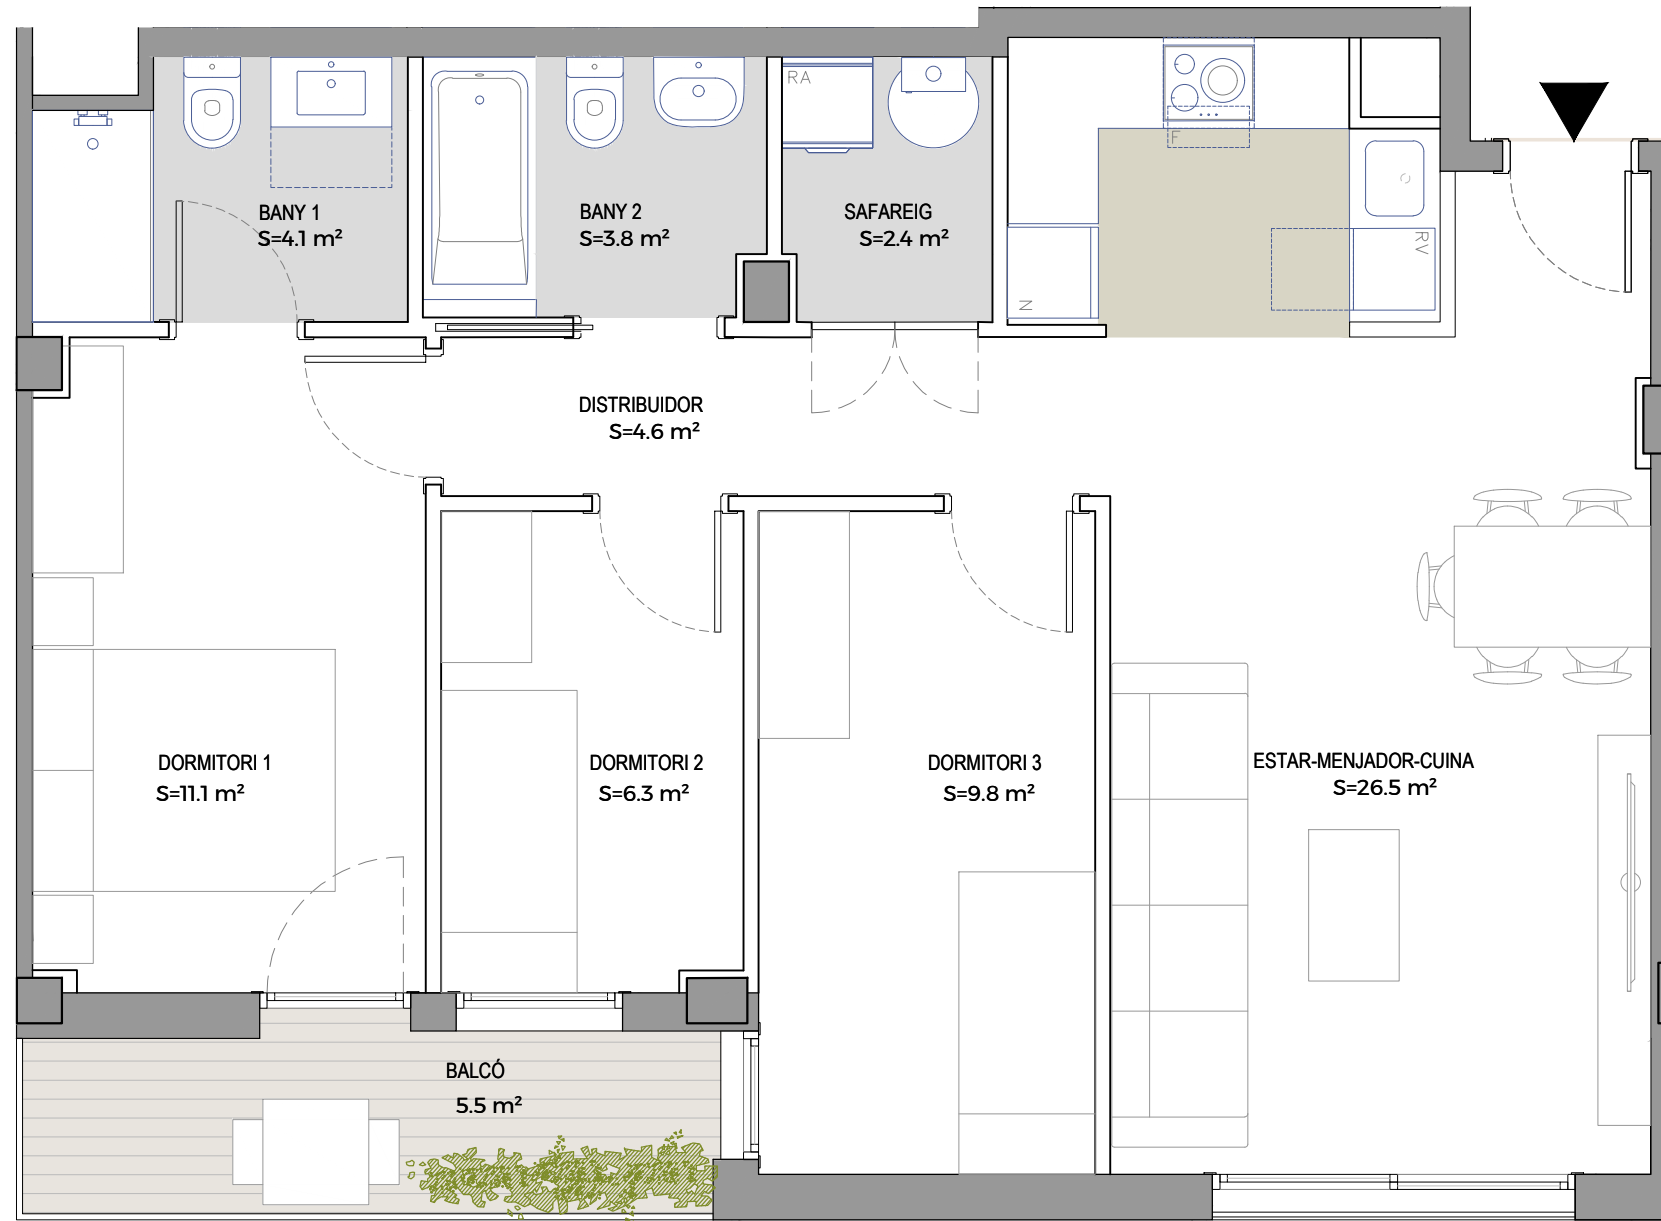 RA
F
RV
N
BANY 1
S=4.1 m²
BANY 2
S=3.8 m²
SAFAREIG
S=2.4 m²
DISTRIBUIDOR
S=4.6 m²
DORMITORI 1
S=11.1 m²
DORMITORI 2
S=6.3 m²
DORMITORI 3
S=9.8 m²
ESTAR-MENJADOR-CUINA
S=26.5 m²
BALCÓ
5.5 m²